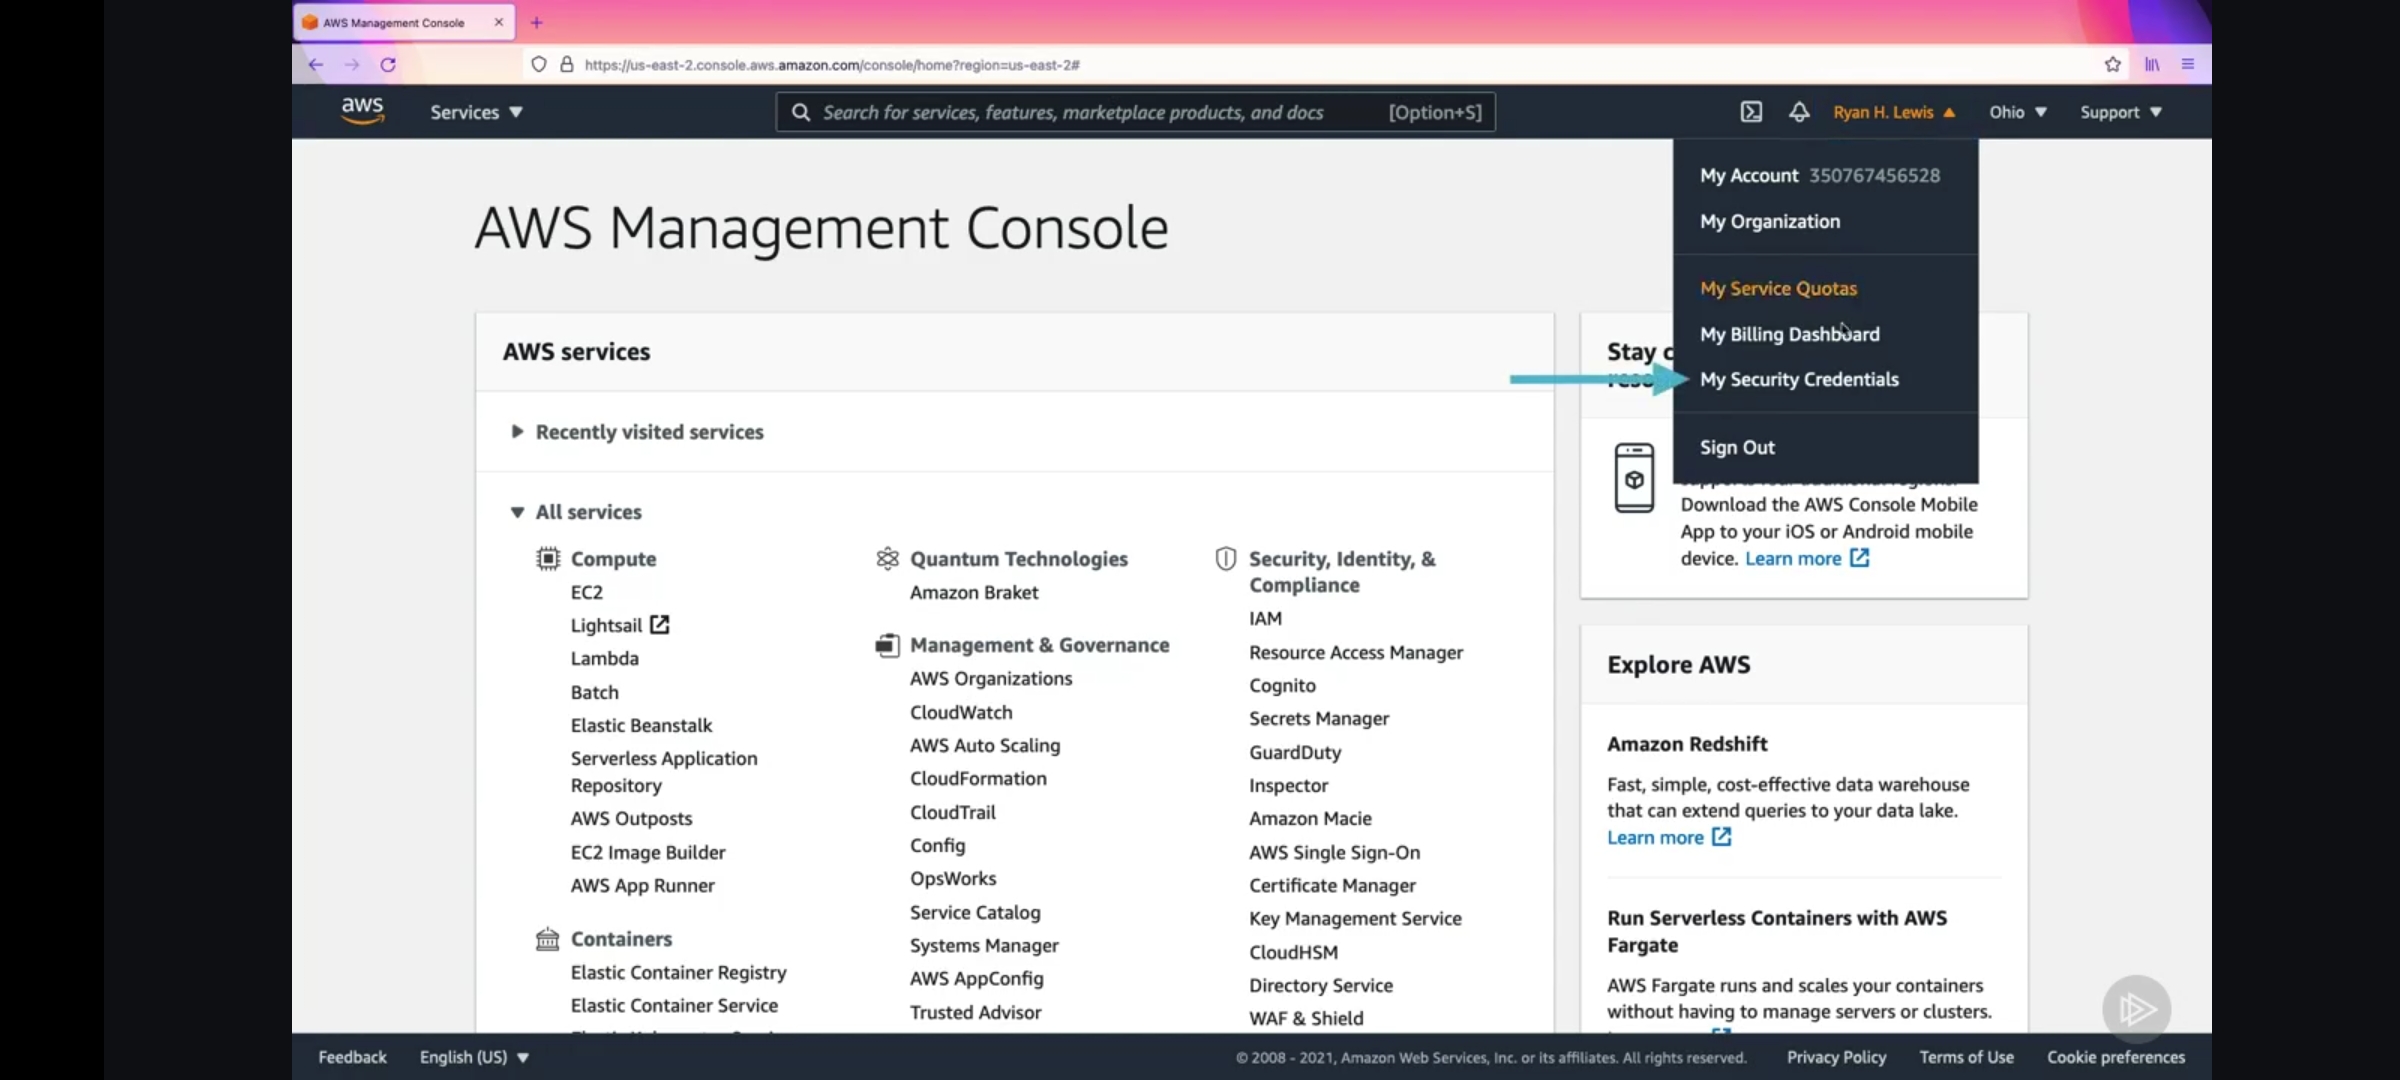 AWS Management Console
https://us-east-2.console.aws.amazon.com/console/home?region=us-east-2#
aws
Services
Search for services, features, marketplace products, and docs
[Option+S]
Ryan H. Lewis
Ohio
Support
My Account 350767456528
My Organization
My Service Quotas
My Billing Dashboard
My Security Credentials
Sign Out
AWS Management Console
AWS services
Recently visited services
All services
Compute
EC2
Lightsail
Lambda
Batch
Elastic Beanstalk
Serverless Application
Repository
AWS Outposts
EC2 Image Builder
AWS App Runner
Containers
Elastic Container Registry
Elastic Container Service
Quantum Technologies
Amazon Braket
Management & Governance
AWS Organizations
CloudWatch
AWS Auto Scaling
CloudFormation
CloudTrail
Config
OpsWorks
Service Catalog
Systems Manager
AWS AppConfig
Trusted Advisor
Security, Identity, &
Compliance
IAM
Resource Access Manager
Cognito
Secrets Manager
GuardDuty
Inspector
Amazon Macie
AWS Single Sign-On
Certificate Manager
Key Management Service
CloudHSM
Directory Service
WAF & Shield
Stay
Download the AWS Console Mobile
App to your iOS or Android mobile
device. Learn more
Explore AWS
Amazon Redshift
Fast, simple, cost-effective data warehouse
that can extend queries to your data lake.
Learn more
Run Serverless Containers with AWS
Fargate
AWS Fargate runs and scales your containers
without having to manage servers or clusters.
Feedback
English (US)
© 2008 - 2021, Amazon Web Services, Inc. or its affiliates. All rights reserved.
Privacy Policy
Terms of Use
Cookie preferences